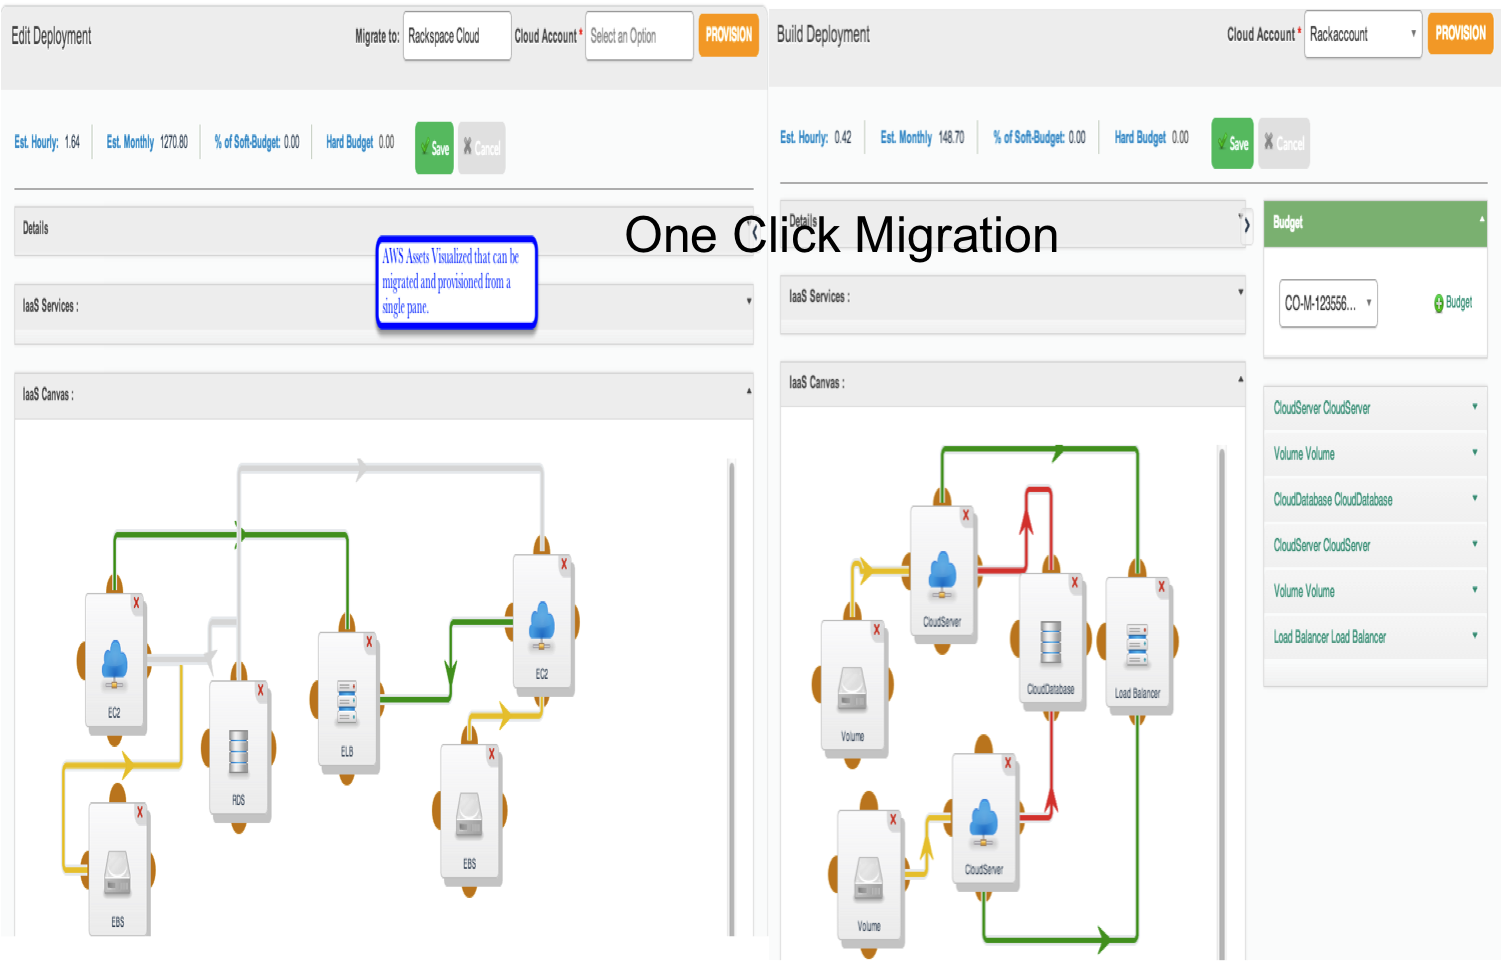 Edit Deployment
Migrate to: Rackspace Cloud Cloud Account * Select an Option PROVISION
Est. Hourly: 1.64 Est. Monthly 1270.80 % of Soft-Budget: 0.00 Hard Budget 0.00 Save X Cancel
Details
AWS Assets Visualized that can be
migrated and provisioned from a
single pane.
IaaS Services :
IaaS Canvas :
X
EC2
X
RDS
X
ELB
X
EC2
X
EBS
X
EBS
One Click Migration
Build Deployment
Cloud Account * Rackaccount PROVISION
Est. Hourly: 0.42 Est. Monthly 148.70 % of Soft-Budget: 0.00 Hard Budget 0.00 Save X Cancel
Details
IaaS Services :
IaaS Canvas :
X
CloudServer
X
CloudDatabase
X
Load Balancer
X
Volume
X
CloudServer
X
Volume
Budget
CO-M-123556... Budget
CloudServer CloudServer
Volume Volume
CloudDatabase CloudDatabase
CloudServer CloudServer
Volume Volume
Load Balancer Load Balancer